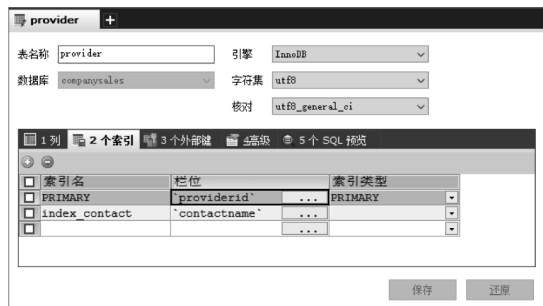 provider
表名称 provider 引擎 InnoDB
数据库 companysales 字符集 utf8
核对 utf8_general_ci
1 列 2 个索引 3 个外部键 4高级 5 个 SQL 预览
索引名 栏位 索引类型
PRIMARY `providerid` ... PRIMARY
index_contact `contactname` ...
...
保存 还原